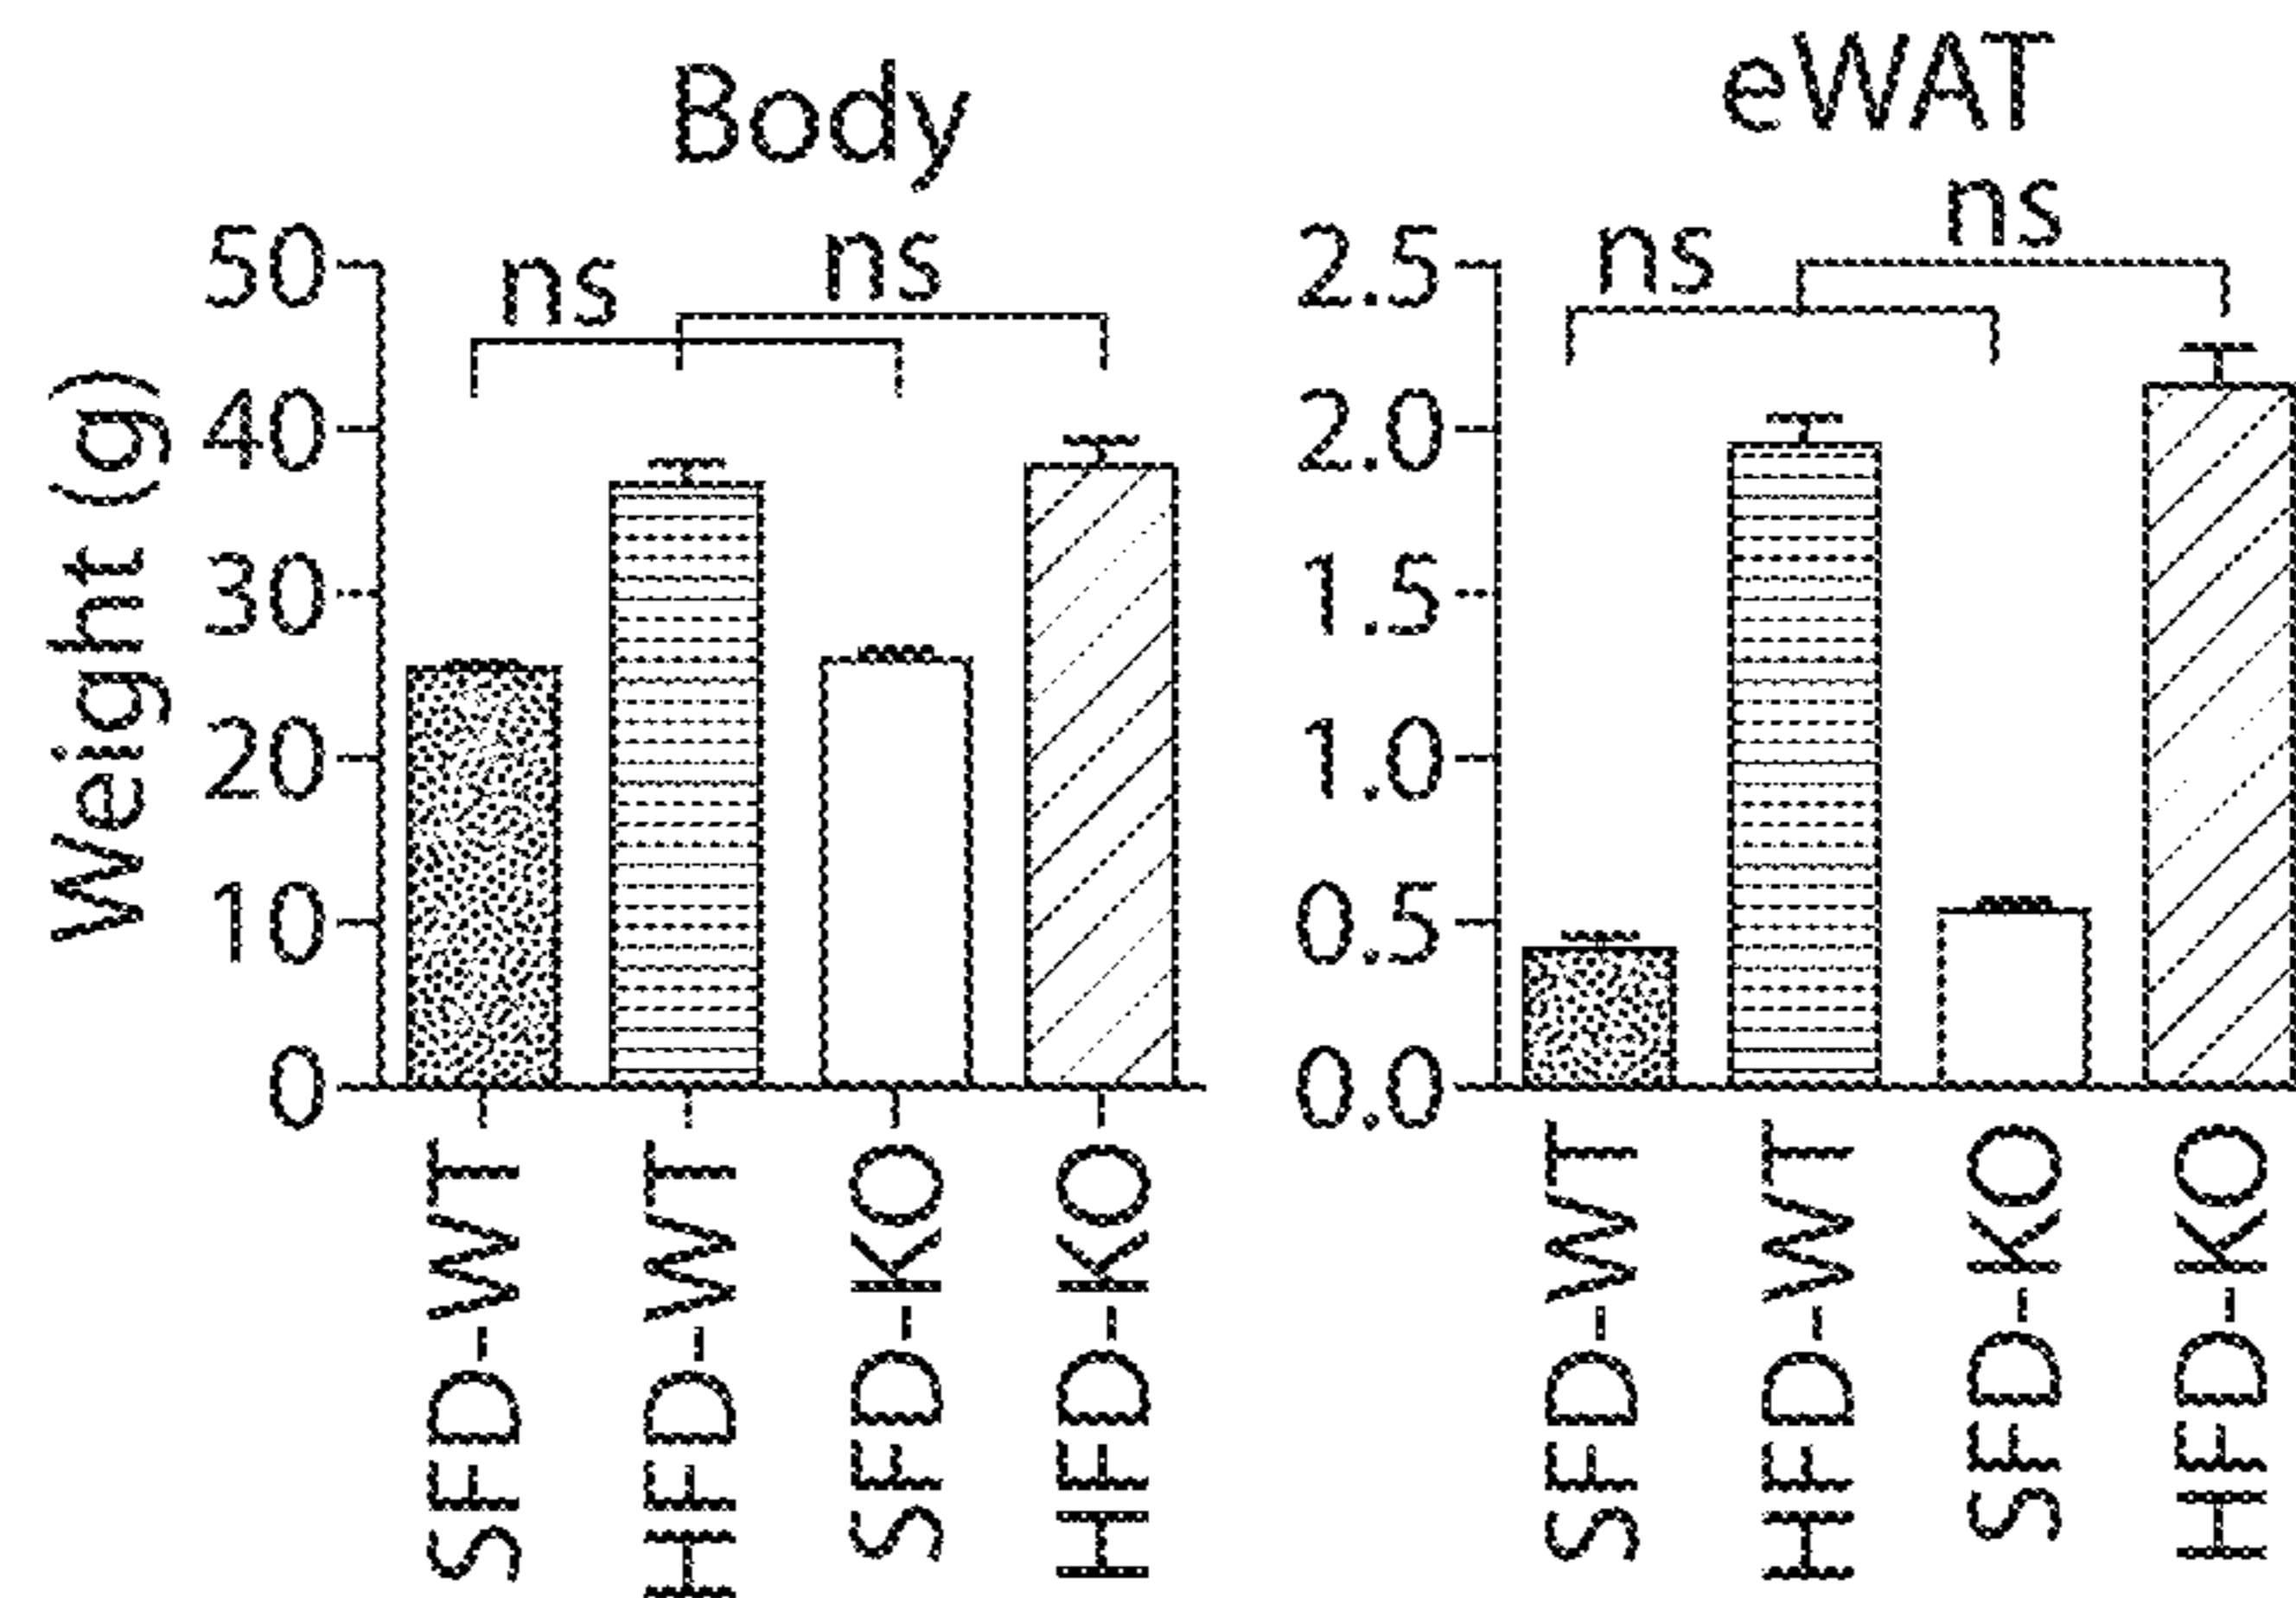 Body
ns
ns
Weight (g)
50
40
30
20
10
0
SFD-WT
HFD-WT
SFD-KO
HFD-KO
eWAT
ns
ns
2.5
2.0
1.5
1.0
0.5
0.0
SFD-WT
HFD-WT
SFD-KO
HFD-KO